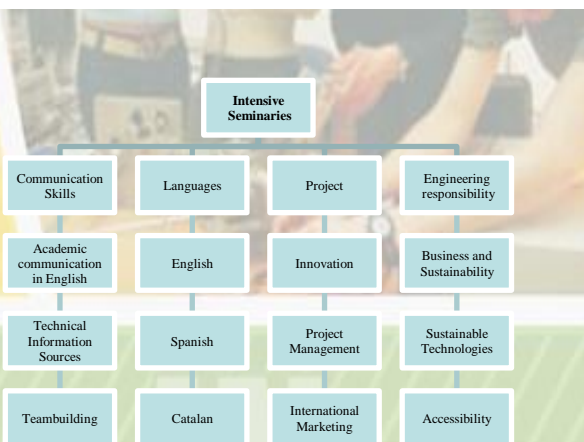 Intensive
Seminaries
Communication
Skills
Languages
Project
Engineering
responsibility
Academic
communication
in English
English
Innovation
Business and
Sustainability
Technical
Information
Sources
Spanish
Project
Management
Sustainable
Technologies
Teambuilding
Catalan
International
Marketing
Accessibility